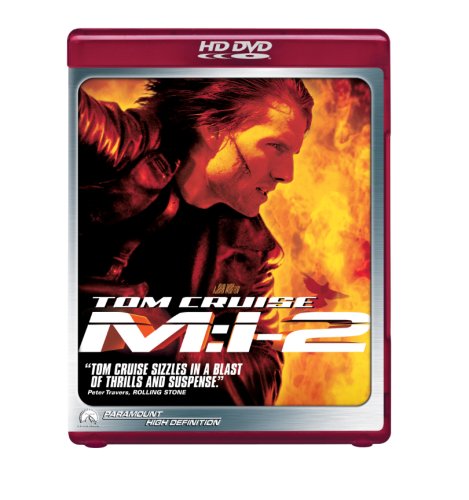 HD DVD
TOM CRUISE
M:I-2
“TOM CRUISE SIZZLES IN A BLAST
OF THRILLS AND SUSPENSE.”
Peter Travers, ROLLING STONE
PARAMOUNT
HIGH DEFINITION